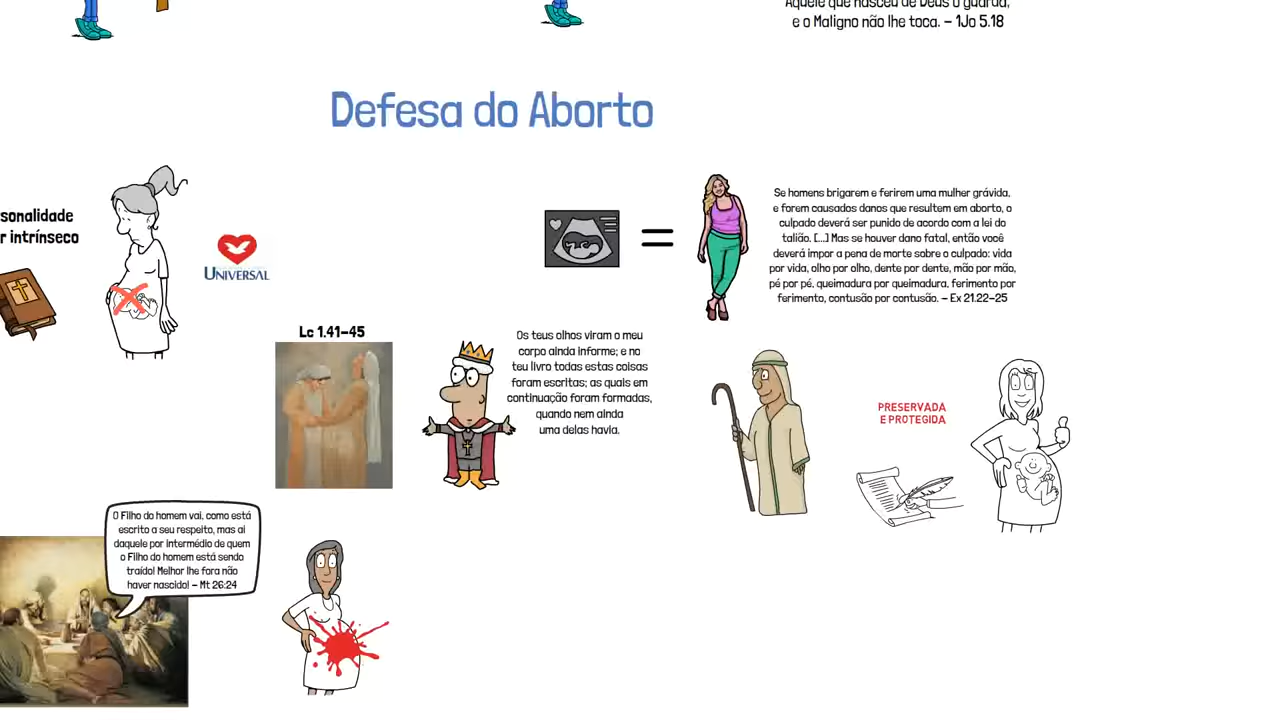 Aquele que nasceu de Deus o guarda,
e o Maligno não lhe toca. – 1Jo 5.18
Defesa do Aborto
sonalidade
r intrínseco
UNIVERSAL
Se homens brigarem e ferirem uma mulher grávida,
e forem causados danos que resultem em aborto, o
culpado deverá ser punido de acordo com a lei do
talião. [...] Mas se houver dano fatal, então você
deverá impor a pena de morte sobre o culpado: vida
por vida, olho por olho, dente por dente, mão por mão,
pé por pé, queimadura por queimadura, ferimento por
ferimento, contusão por contusão. – Ex 21.22-25
Lc 1.41-45
Os teus olhos viram o meu
corpo ainda informe; e no
teu livro todas estas coisas
foram escritas; as quais em
continuação foram formadas,
quando nem ainda
uma delas havia.
PRESERVADA
E PROTEGIDA
O Filho do homem vai, como está
escrito a seu respeito, mas ai
daquele por intermédio de quem
o Filho do homem está sendo
traído! Melhor lhe fora não
haver nascido! – Mt 26:24